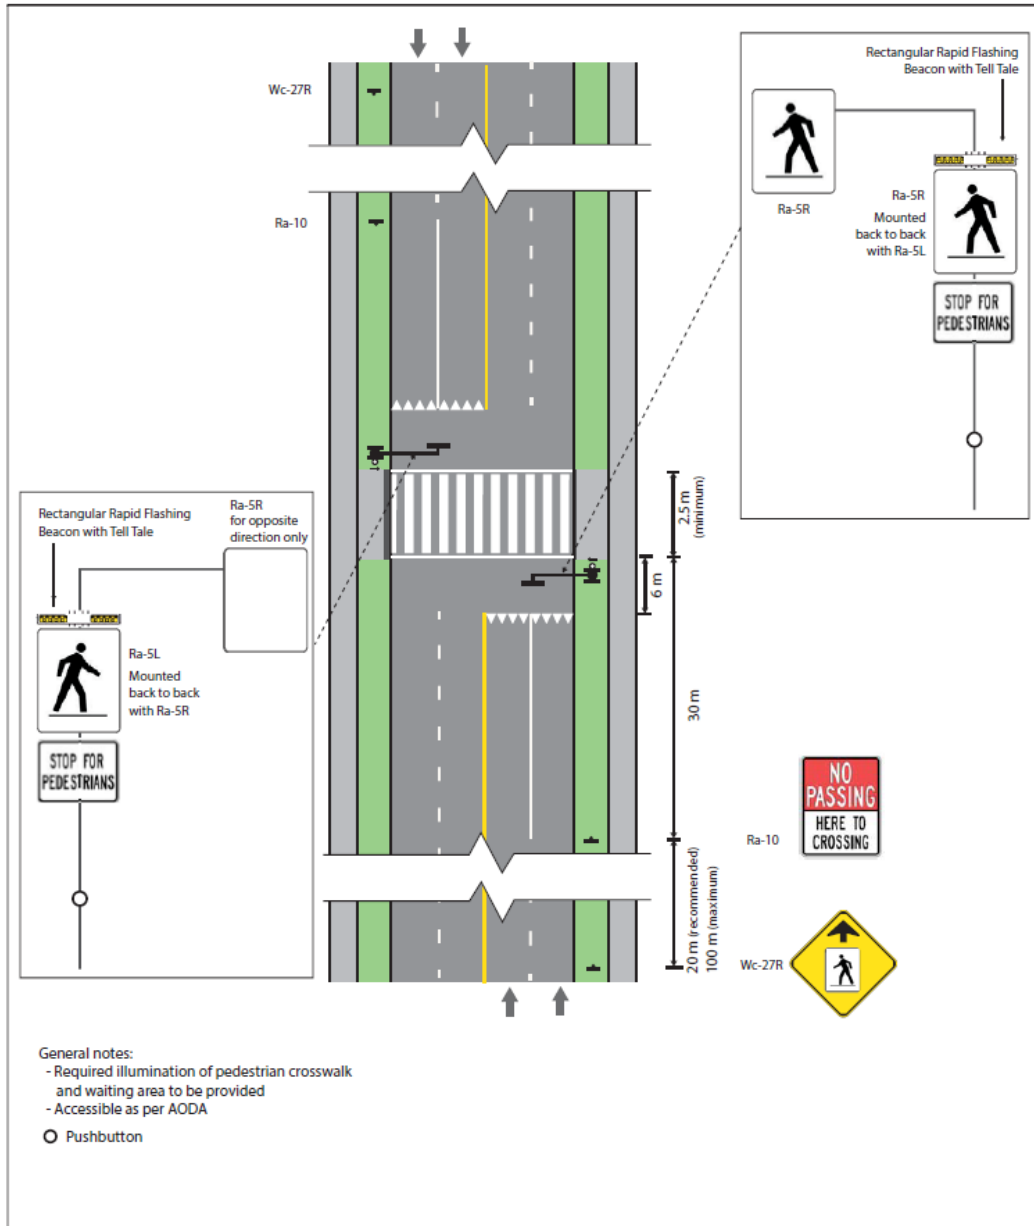 Wc-27R
Ra-10
Rectangular Rapid Flashing
Beacon with Tell Tale
Ra-5R
Ra-5R
Mounted
back to back
with Ra-5L
STOP FOR
PEDESTRIANS
Rectangular Rapid Flashing
Beacon with Tell Tale
Ra-5R
for opposite
direction only
Ra-5L
Mounted
back to back
with Ra-5R
STOP FOR
PEDESTRIANS
2.5 m
(minimum)
6 m
30 m
20 m (recommended)
100 m (maximum)
Ra-10
NO
PASSING
HERE TO
CROSSING
Wc-27R
General notes:
- Required illumination of pedestrian crosswalk
and waiting area to be provided
- Accessible as per AODA
Pushbutton